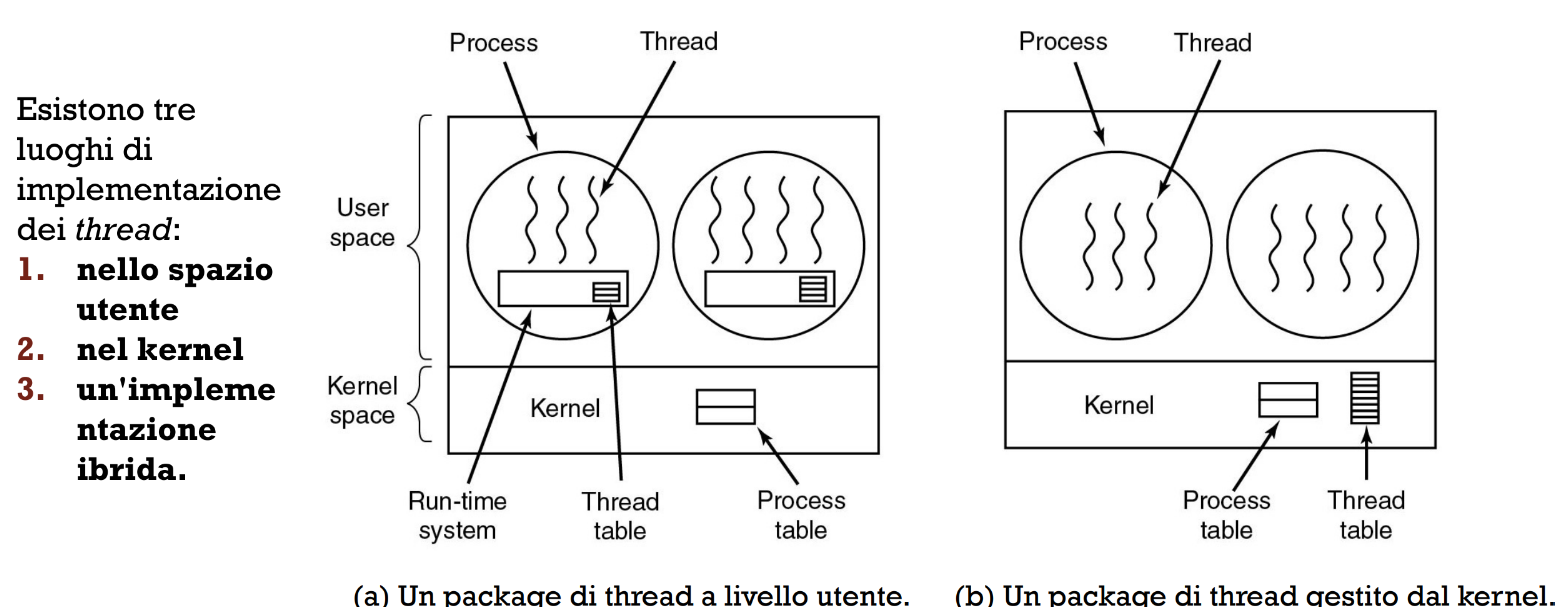 Esistono tre
luoghi di
implementazione
dei thread:
1. nello spazio
utente
2. nel kernel
3. un'impleme
ntazione
ibrida.
Process
Thread
User
space
Kernel
space
Kernel
Run-time
system
Thread
table
Process
table
(a) Un package di thread a livello utente.
Process
Thread
Kernel
Process
table
Thread
table
(b) Un package di thread gestito dal kernel.